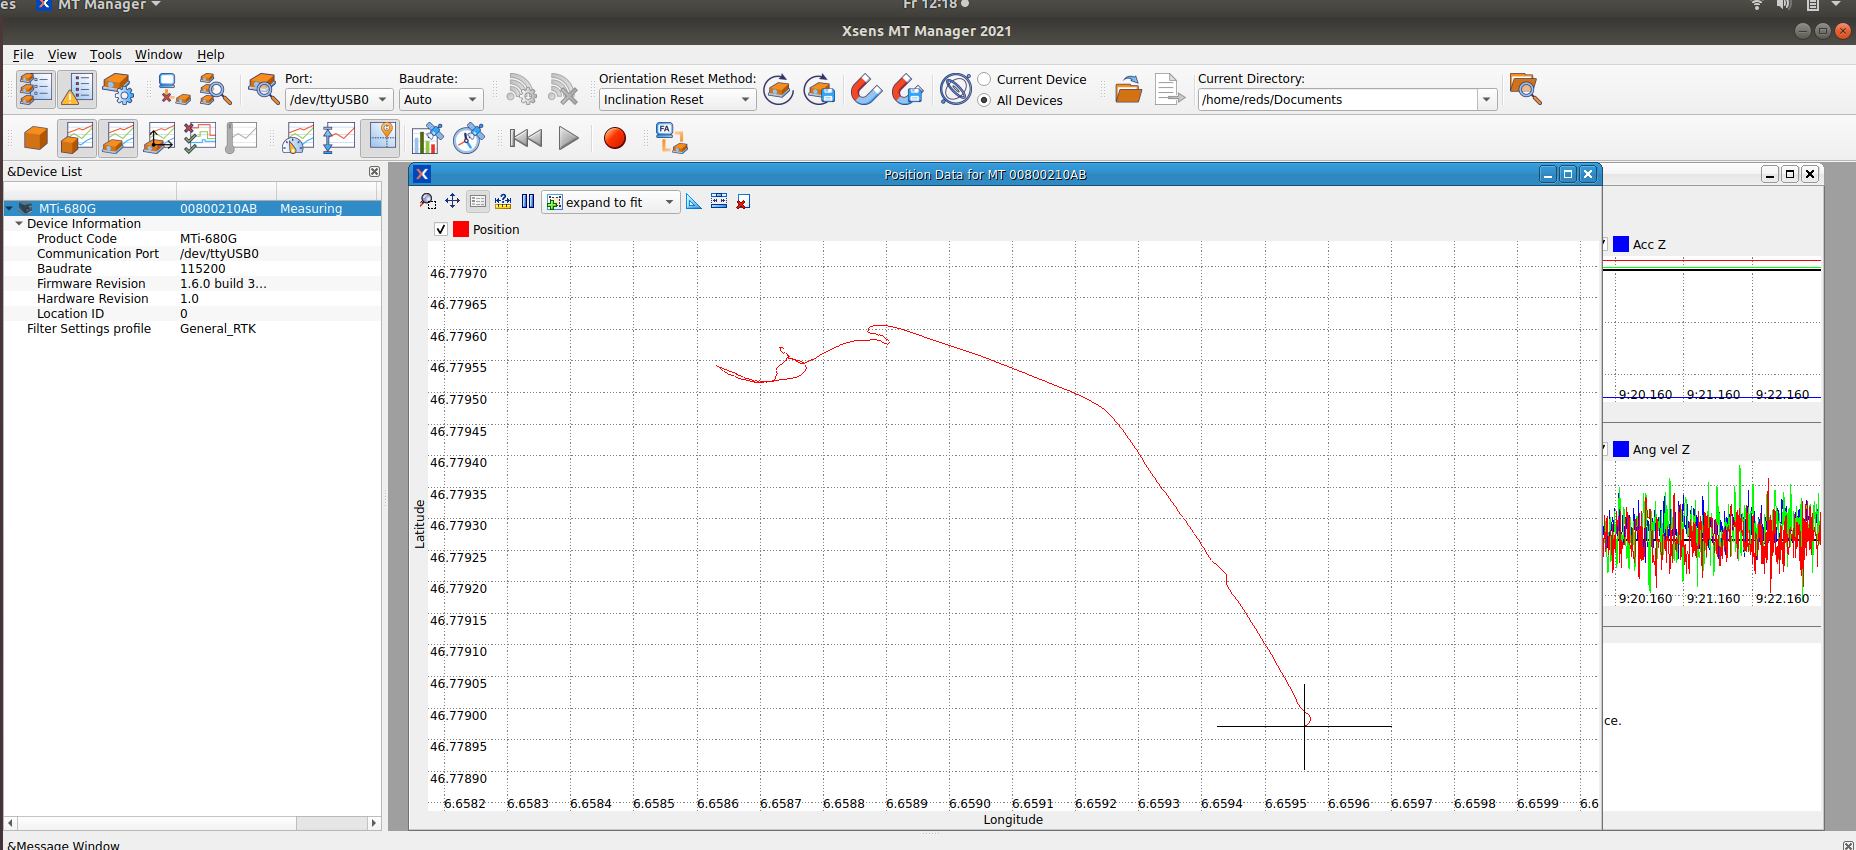 es MT Manager Fr 12:18
Xsens MT Manager 2021
File View Tools Window Help
Port: Baudrate: Orientation Reset Method: Current Device Current Directory:
/dev/ttyUSB0 Auto Inclination Reset All Devices /home/reds/Documents
FA
&Device List
Position Data for MT 00800210AB
MTi-680G 00800210AB Measuring
Device Information
Product Code MTi-680G
Communication Port /dev/ttyUSB0
Baudrate 115200
Firmware Revision 1.6.0 build 3...
Hardware Revision 1.0
Location ID 0
Filter Settings profile General_RTK
expand to fit
Position
46.77970
46.77965
46.77960
46.77955
46.77950
46.77945
46.77940
46.77935
46.77930
46.77925
46.77920
46.77915
46.77910
46.77905
46.77900
46.77895
46.77890
Latitude
6.6582 6.6583 6.6584 6.6585 6.6586 6.6587 6.6588 6.6589 6.6590 6.6591 6.6592 6.6593 6.6594 6.6595 6.6596 6.6597 6.6598 6.6599 6.6
Longitude
Acc Z
9:20.160 9:21.160 9:22.160
Ang vel Z
9:20.160 9:21.160 9:22.160
ce.
&Message Window